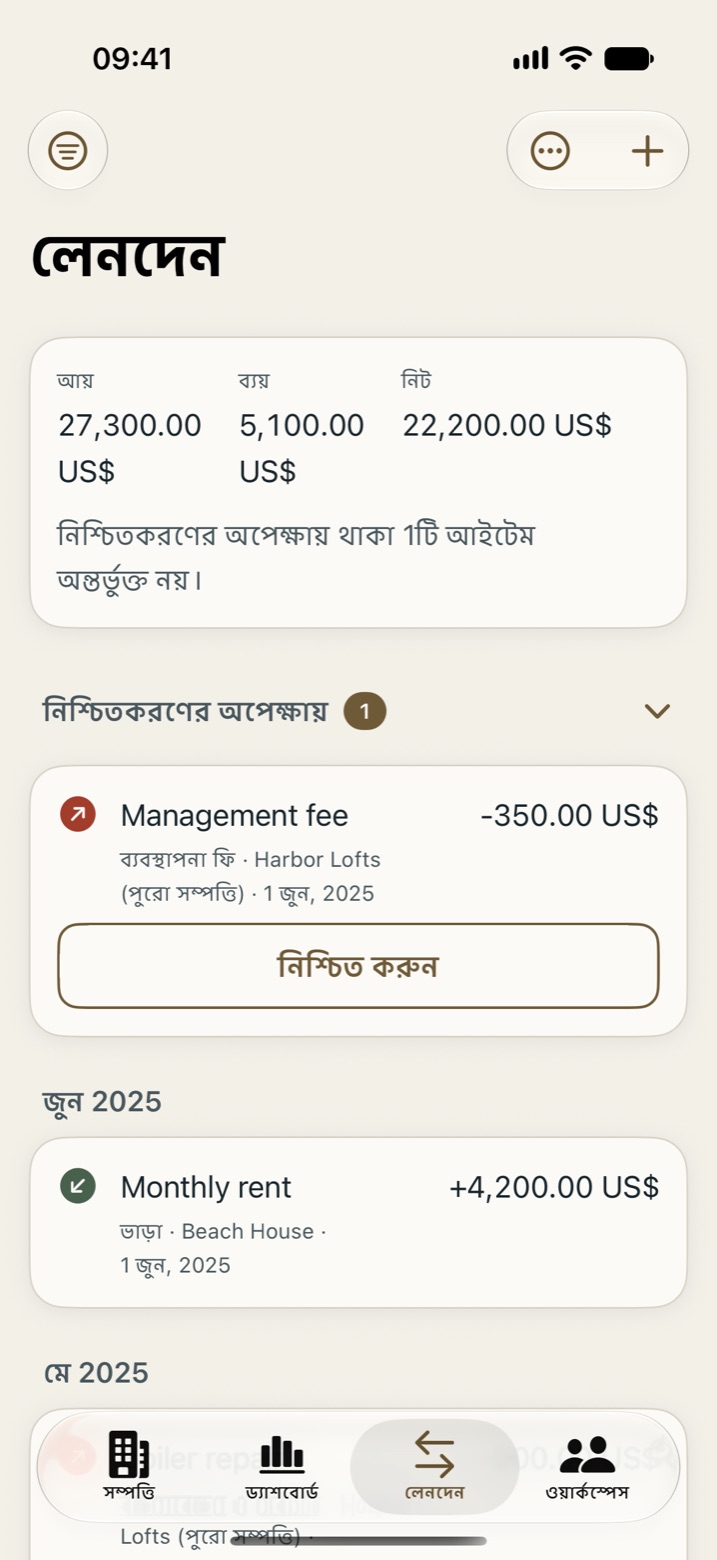 09:41
লেনদেন
আয় ব্যয় নিট
27,300.00 5,100.00 22,200.00 US$
US$ US$
নিশ্চিতকরণের অপেক্ষায় থাকা 1টি আইটেম
অন্তর্ভুক্ত নয়।
নিশ্চিতকরণের অপেক্ষায় 1
Management fee -350.00 US$
ব্যবস্থাপনা ফি · Harbor Lofts
(পুরো সম্পত্তি) · 1 জুন, 2025
নিশ্চিত করুন
জুন 2025
Monthly rent +4,200.00 US$
ভাড়া · Beach House ·
1 জুন, 2025
মে 2025
সম্পত্তি ড্যাশবোর্ড লেনদেন ওয়ার্কস্পেস
Lofts (পুরো সম্পত্তি) ·